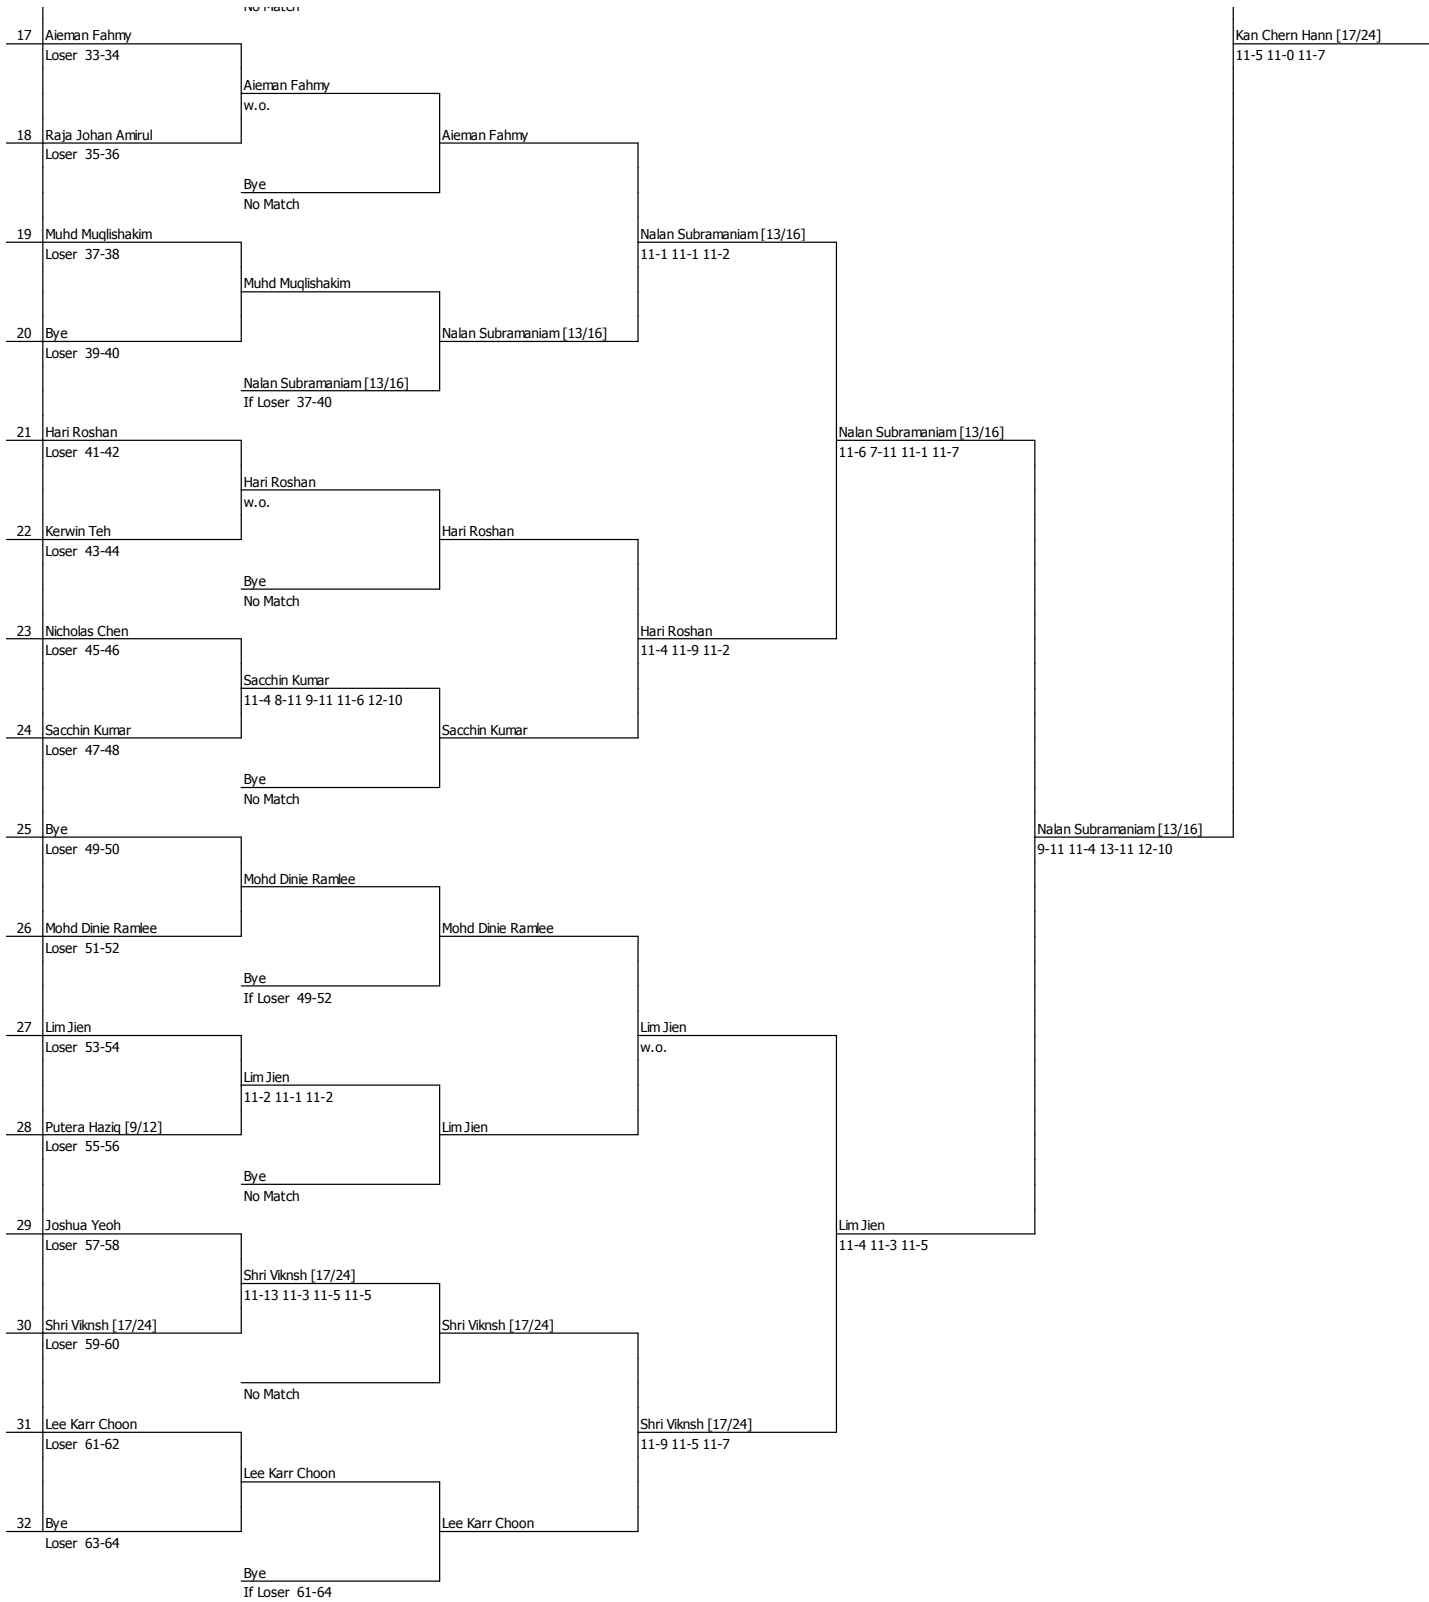 No Match
17 Aieman Fahmy
Kan Chern Hann [17/24]
Loser 33-34
11-5 11-0 11-7
Aieman Fahmy
w.o.
18 Raja Johan Amirul
Aieman Fahmy
Loser 35-36
Bye
No Match
19 Muhd Muqlishakim
Nalan Subramaniam [13/16]
Loser 37-38
11-1 11-1 11-2
Muhd Muqlishakim
20 Bye
Nalan Subramaniam [13/16]
Loser 39-40
Nalan Subramaniam [13/16]
If Loser 37-40
21 Hari Roshan
Nalan Subramaniam [13/16]
Loser 41-42
11-6 7-11 11-1 11-7
Hari Roshan
w.o.
22 Kerwin Teh
Hari Roshan
Loser 43-44
Bye
No Match
23 Nicholas Chen
Hari Roshan
Loser 45-46
11-4 11-9 11-2
Sacchin Kumar
11-4 8-11 9-11 11-6 12-10
24 Sacchin Kumar
Sacchin Kumar
Loser 47-48
Bye
No Match
25 Bye
Nalan Subramaniam [13/16]
Loser 49-50
9-11 11-4 13-11 12-10
Mohd Dinie Ramlee
26 Mohd Dinie Ramlee
Mohd Dinie Ramlee
Loser 51-52
Bye
If Loser 49-52
27 Lim Jien
Lim Jien
Loser 53-54
w.o.
Lim Jien
11-2 11-1 11-2
28 Putera Haziq [9/12]
Lim Jien
Loser 55-56
Bye
No Match
29 Joshua Yeoh
Lim Jien
Loser 57-58
11-4 11-3 11-5
Shri Viknsh [17/24]
11-13 11-3 11-5 11-5
30 Shri Viknsh [17/24]
Shri Viknsh [17/24]
Loser 59-60
No Match
31 Lee Karr Choon
Shri Viknsh [17/24]
Loser 61-62
11-9 11-5 11-7
Lee Karr Choon
32 Bye
Lee Karr Choon
Loser 63-64
Bye
If Loser 61-64